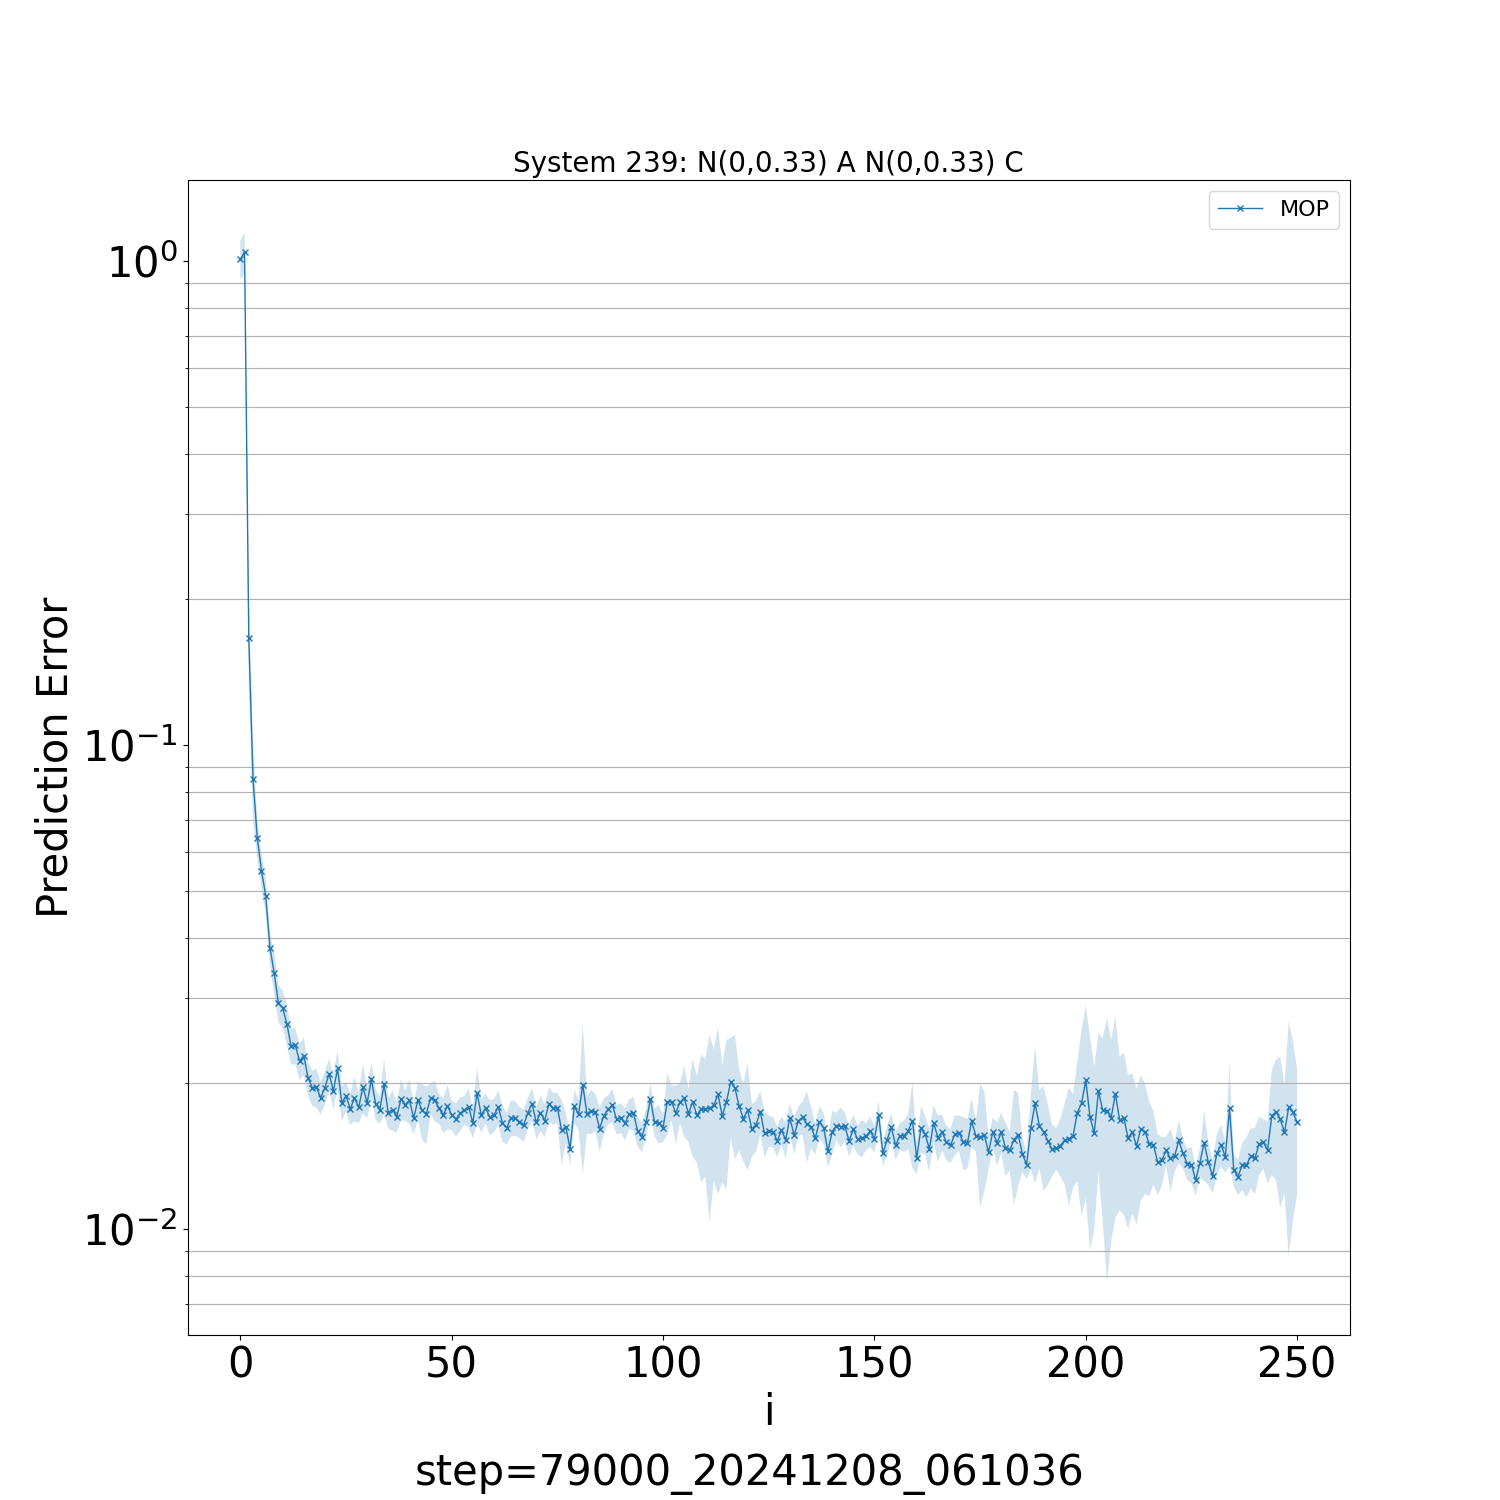 System 239: N(0,0.33) A N(0,0.33) C
MOP
10⁰
10⁻¹
10⁻²
Prediction Error
0 50 100 150 200 250
i
step=79000_20241208_061036